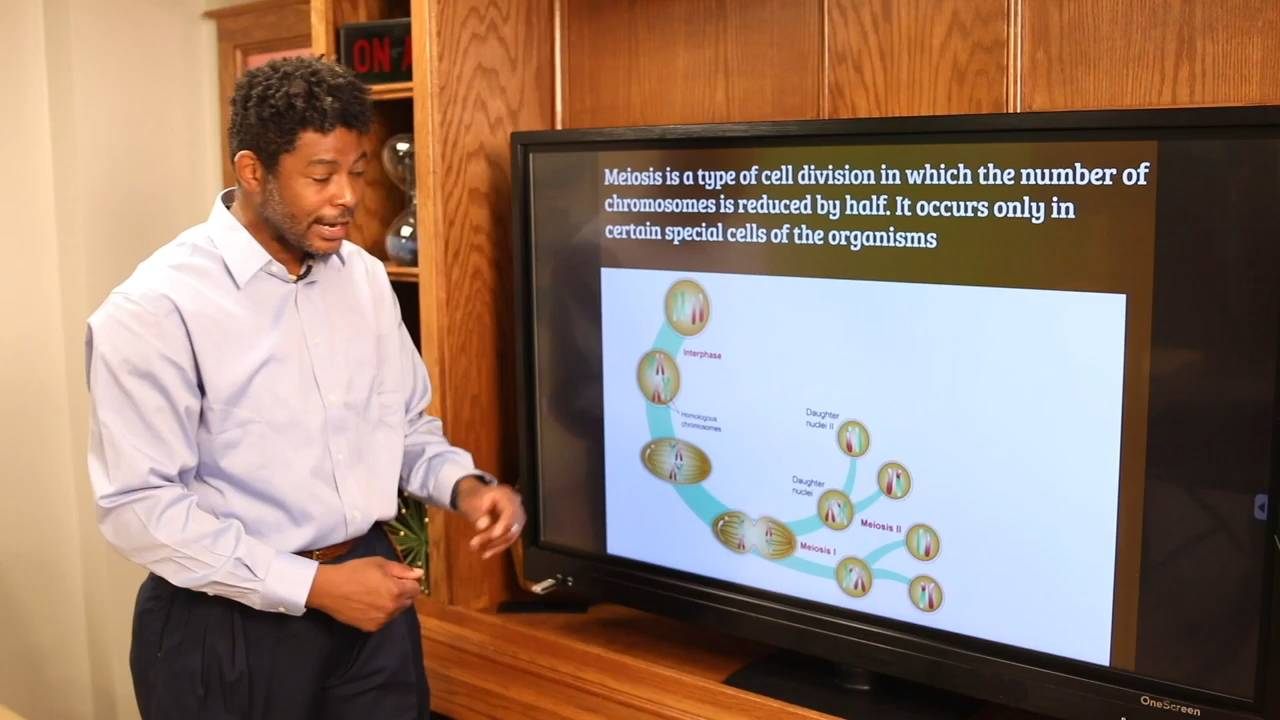 ON A
Meiosis is a type of cell division in which the number of
chromosomes is reduced by half. It occurs only in
certain special cells of the organisms
Interphase
Homologous
chromosomes
Daughter
nuclei II
Daughter
nuclei
Meiosis II
Meiosis I
OneScreen